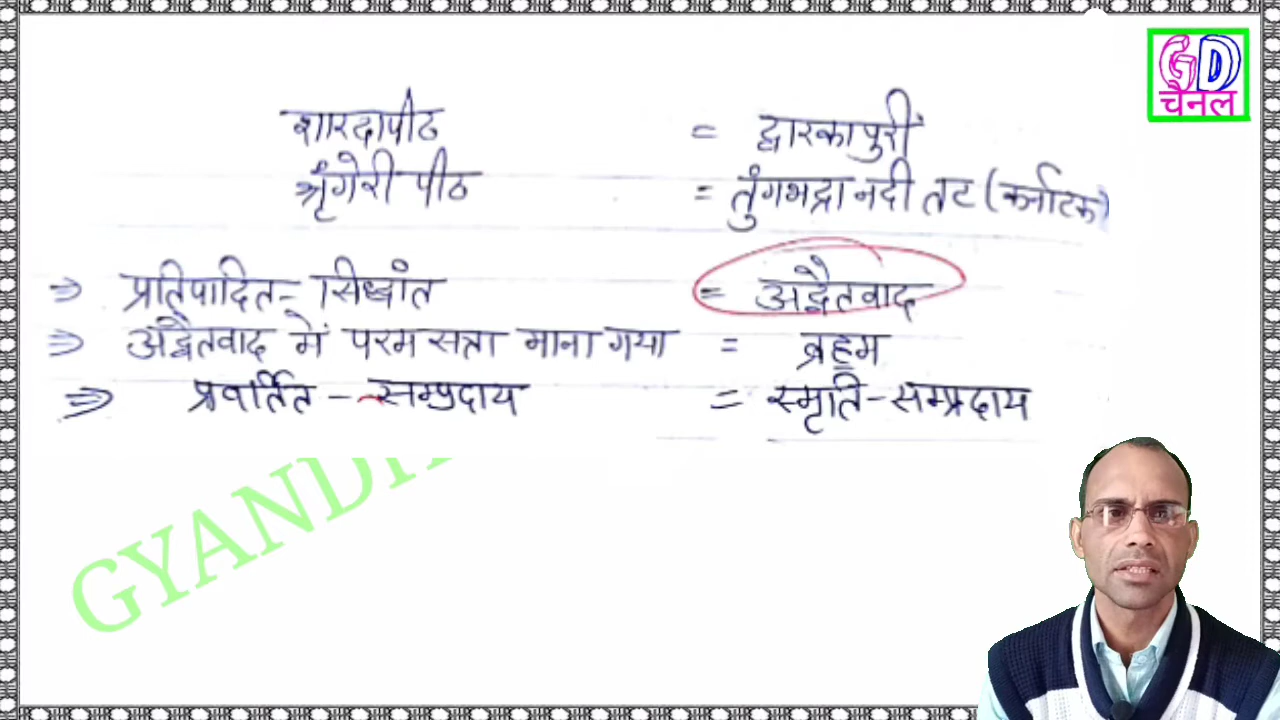 GD
चैनल
शारदापीठ = द्वारकापुरी
श्रृंगेरी पीठ = तुंगभद्रा नदी तट (कर्नाटक)
⇒ प्रतिपादित - सिध्दांत = अद्वैतवाद
⇒ अद्वैतवाद में परम सत्ता माना गया = ब्रह्म
⇒ प्रवर्तित - सम्प्रदाय = स्मृति - सम्प्रदाय